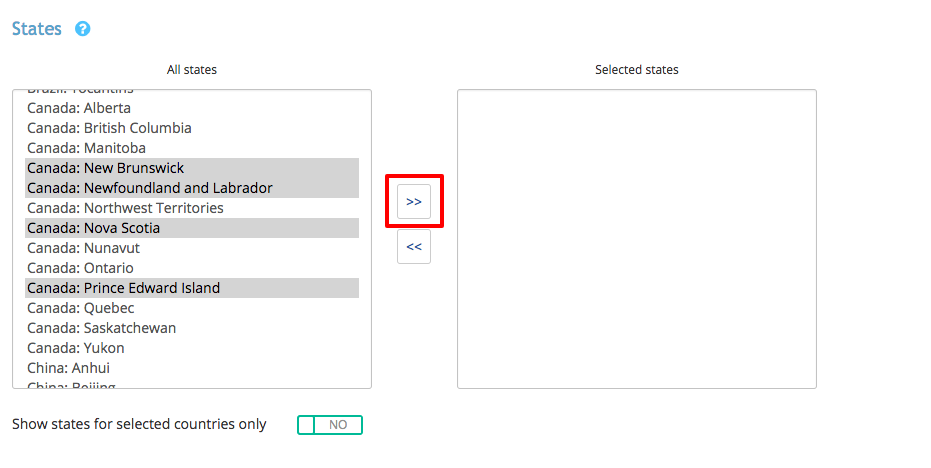 States ?
All states
Selected states
Brazil: Tocantins
Canada: Alberta
Canada: British Columbia
Canada: Manitoba
Canada: New Brunswick
Canada: Newfoundland and Labrador
Canada: Northwest Territories
Canada: Nova Scotia
Canada: Nunavut
Canada: Ontario
Canada: Prince Edward Island
Canada: Quebec
Canada: Saskatchewan
Canada: Yukon
China: Anhui
China: Beijing
>>
<<
Show states for selected countries only
NO